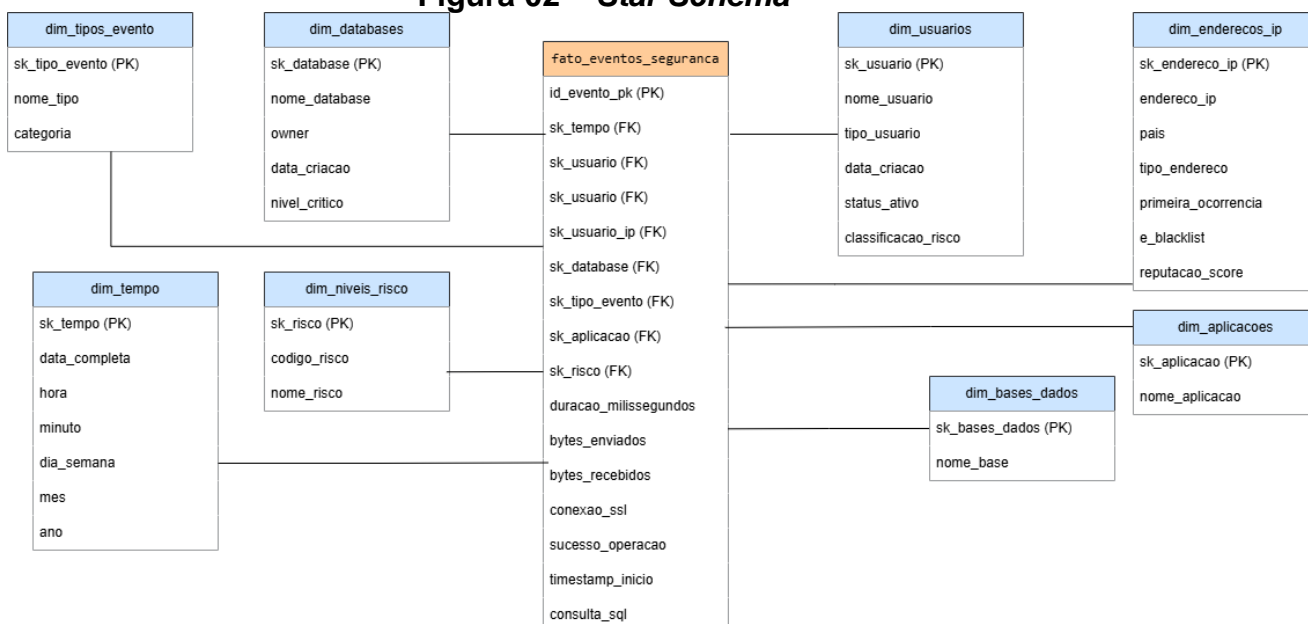 Figura 02 – Star Schema
dim_tipos_evento
sk_tipo_evento (PK)
nome_tipo
categoria
dim_databases
sk_database (PK)
nome_database
owner
data_criacao
nivel_critico
fato_eventos_seguranca
id_evento_pk (PK)
sk_tempo (FK)
sk_usuario (FK)
sk_usuario (FK)
sk_usuario_ip (FK)
sk_database (FK)
sk_tipo_evento (FK)
sk_aplicacao (FK)
sk_risco (FK)
duracao_milissegundos
bytes_enviados
bytes_recebidos
conexao_ssl
sucesso_operacao
timestamp_inicio
consulta_sql
dim_usuarios
sk_usuario (PK)
nome_usuario
tipo_usuario
data_criacao
status_ativo
classificacao_risco
dim_enderecos_ip
sk_endereco_ip (PK)
endereco_ip
pais
tipo_endereco
primeira_ocorrencia
e_blacklist
reputacao_score
dim_tempo
sk_tempo (PK)
data_completa
hora
minuto
dia_semana
mes
ano
dim_niveis_risco
sk_risco (PK)
codigo_risco
nome_risco
dim_bases_dados
sk_bases_dados (PK)
nome_base
dim_aplicacoes
sk_aplicacao (PK)
nome_aplicacao